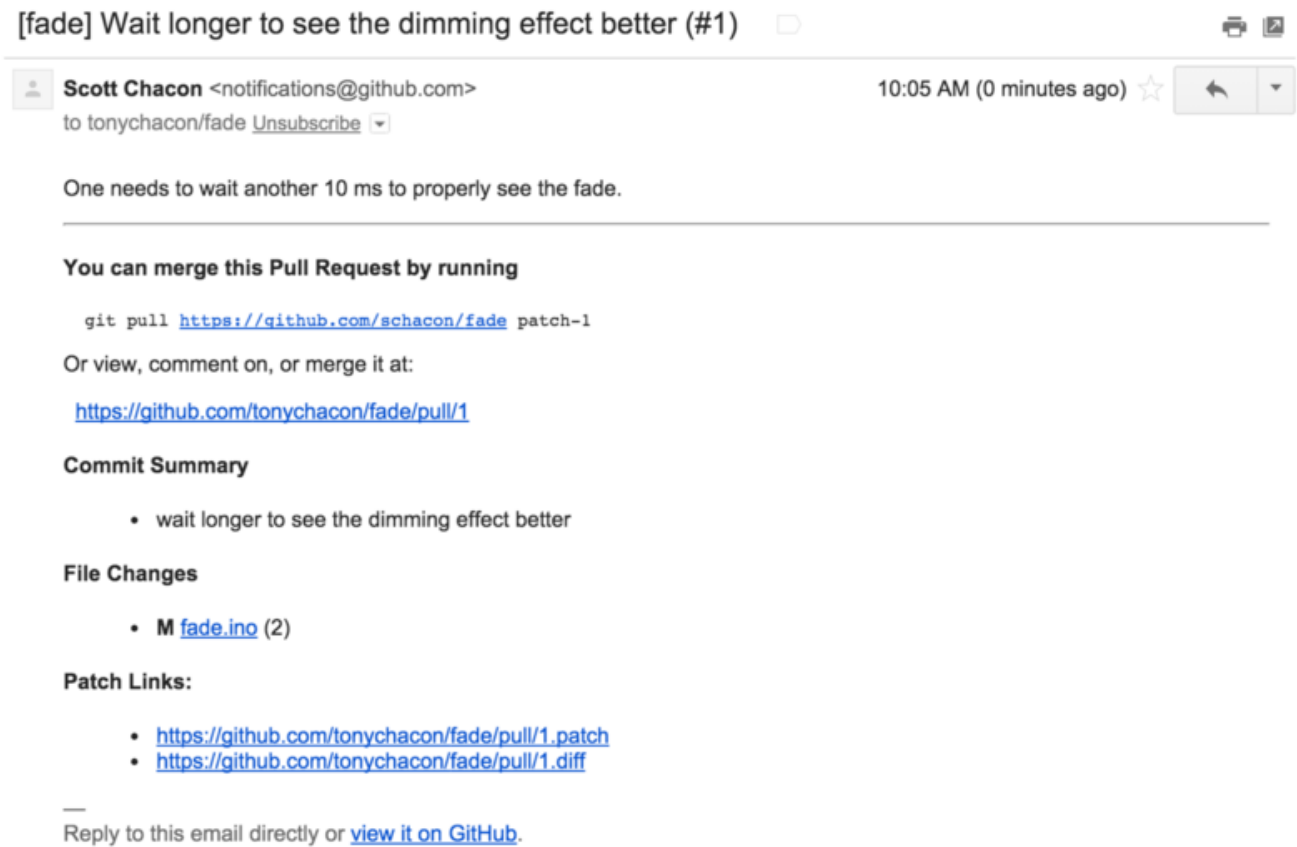 [fade] Wait longer to see the dimming effect better (#1)
Scott Chacon <notifications@github.com> 10:05 AM (0 minutes ago)
to tonychacon/fade Unsubscribe
One needs to wait another 10 ms to properly see the fade.
You can merge this Pull Request by running
git pull https://github.com/schacon/fade patch-1
Or view, comment on, or merge it at:
https://github.com/tonychacon/fade/pull/1
Commit Summary
• wait longer to see the dimming effect better
File Changes
• M fade.ino (2)
Patch Links:
• https://github.com/tonychacon/fade/pull/1.patch
• https://github.com/tonychacon/fade/pull/1.diff
—
Reply to this email directly or view it on GitHub.